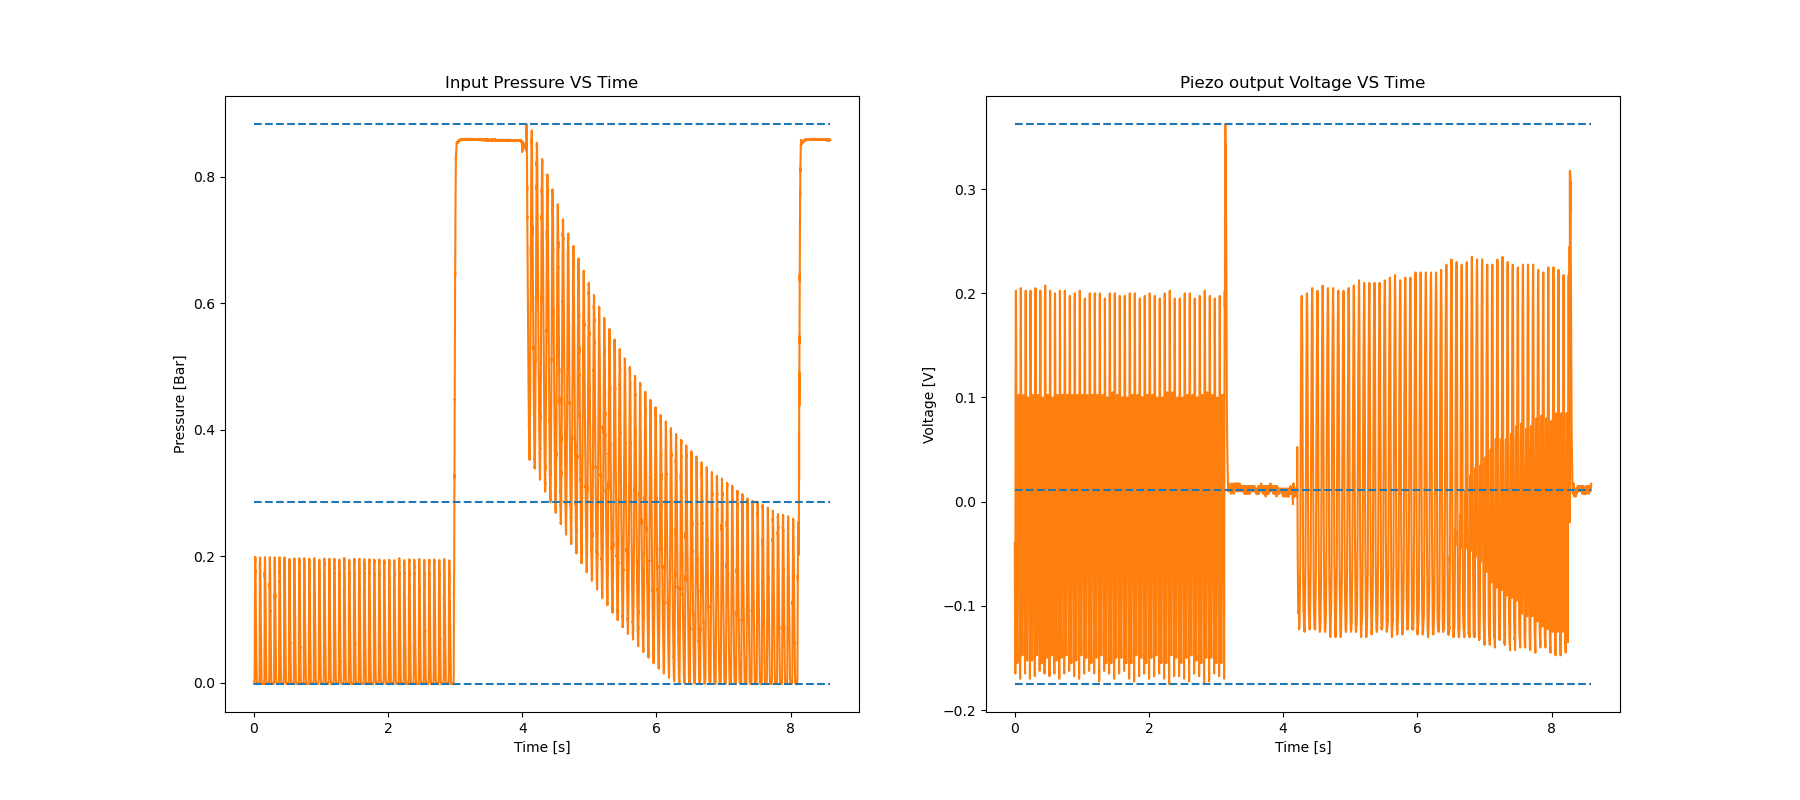 Input Pressure VS Time
Pressure [Bar]
0.8
0.6
0.4
0.2
0.0
0 2 4 6 8
Time [s]
Piezo output Voltage VS Time
Voltage [V]
0.3
0.2
0.1
0.0
−0.1
−0.2
0 2 4 6 8
Time [s]